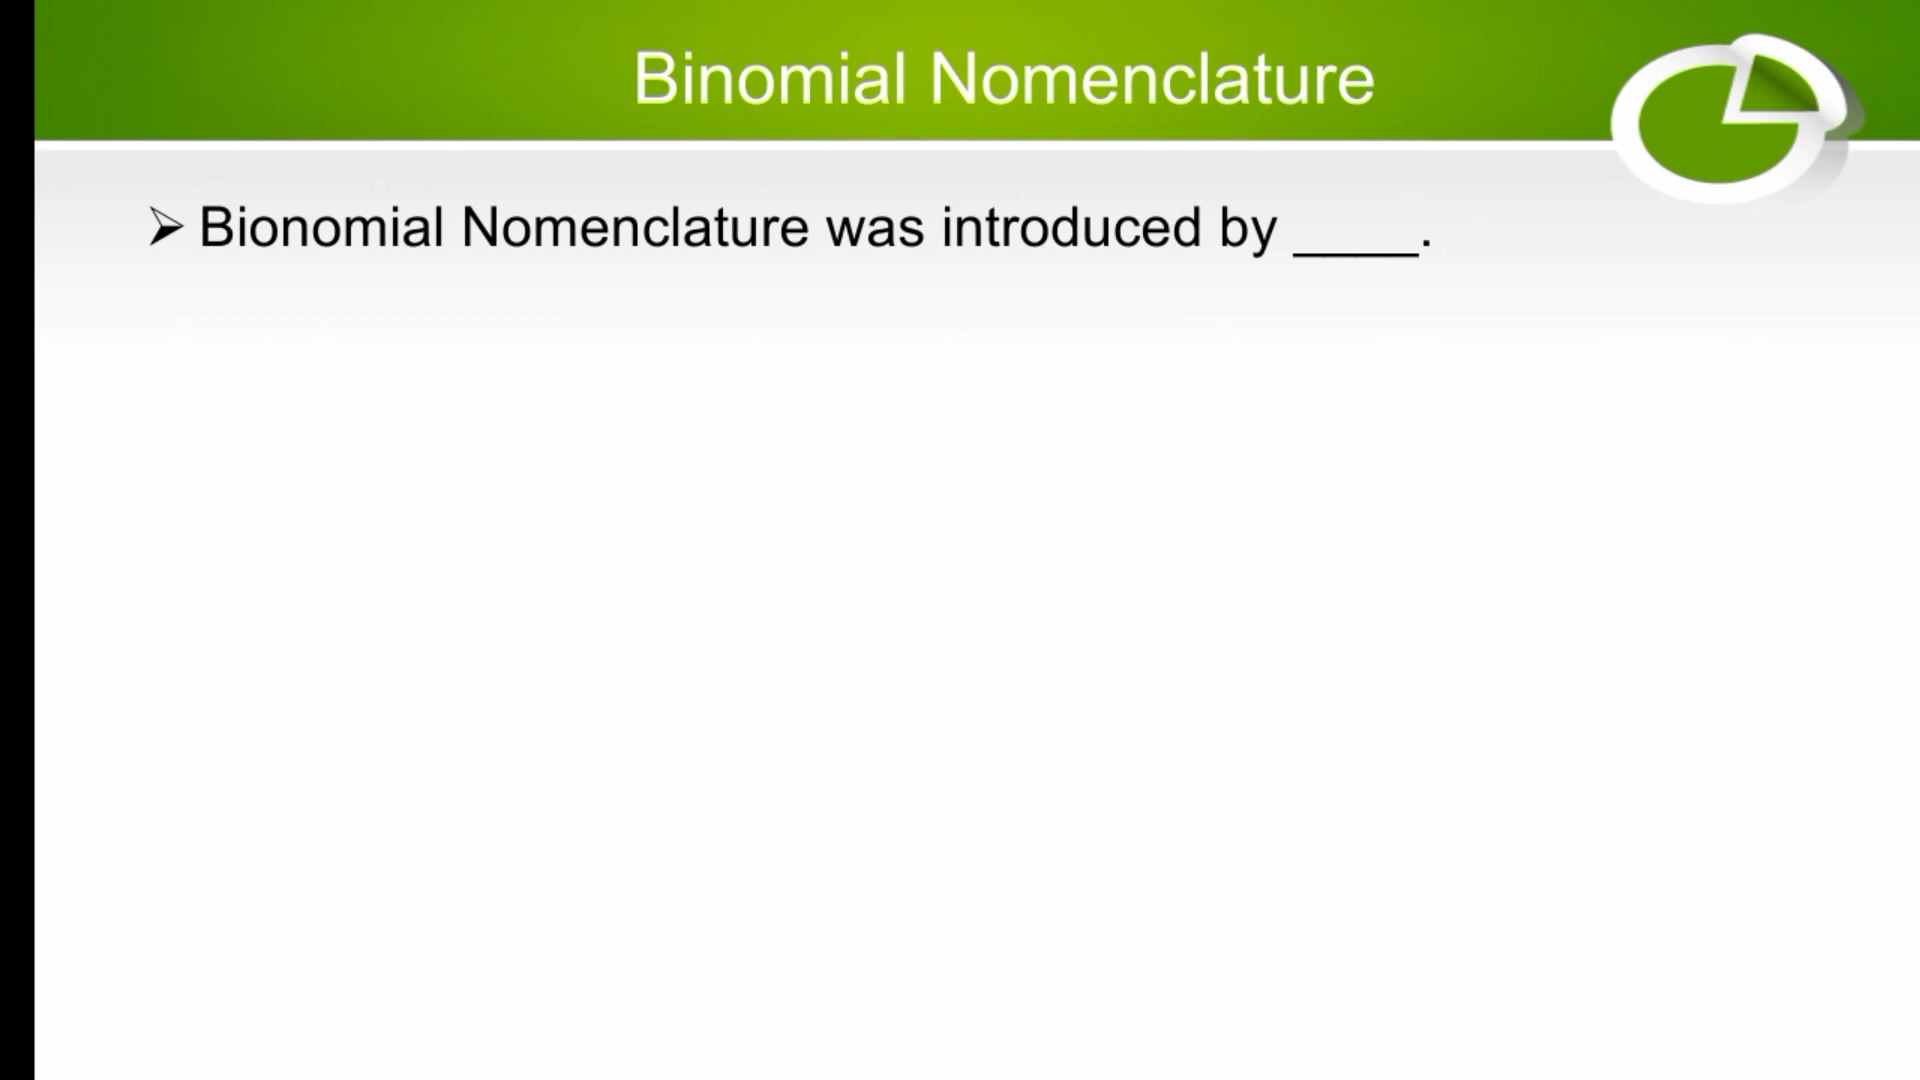 Binomial Nomenclature
➢ Bionomial Nomenclature was introduced by ____.